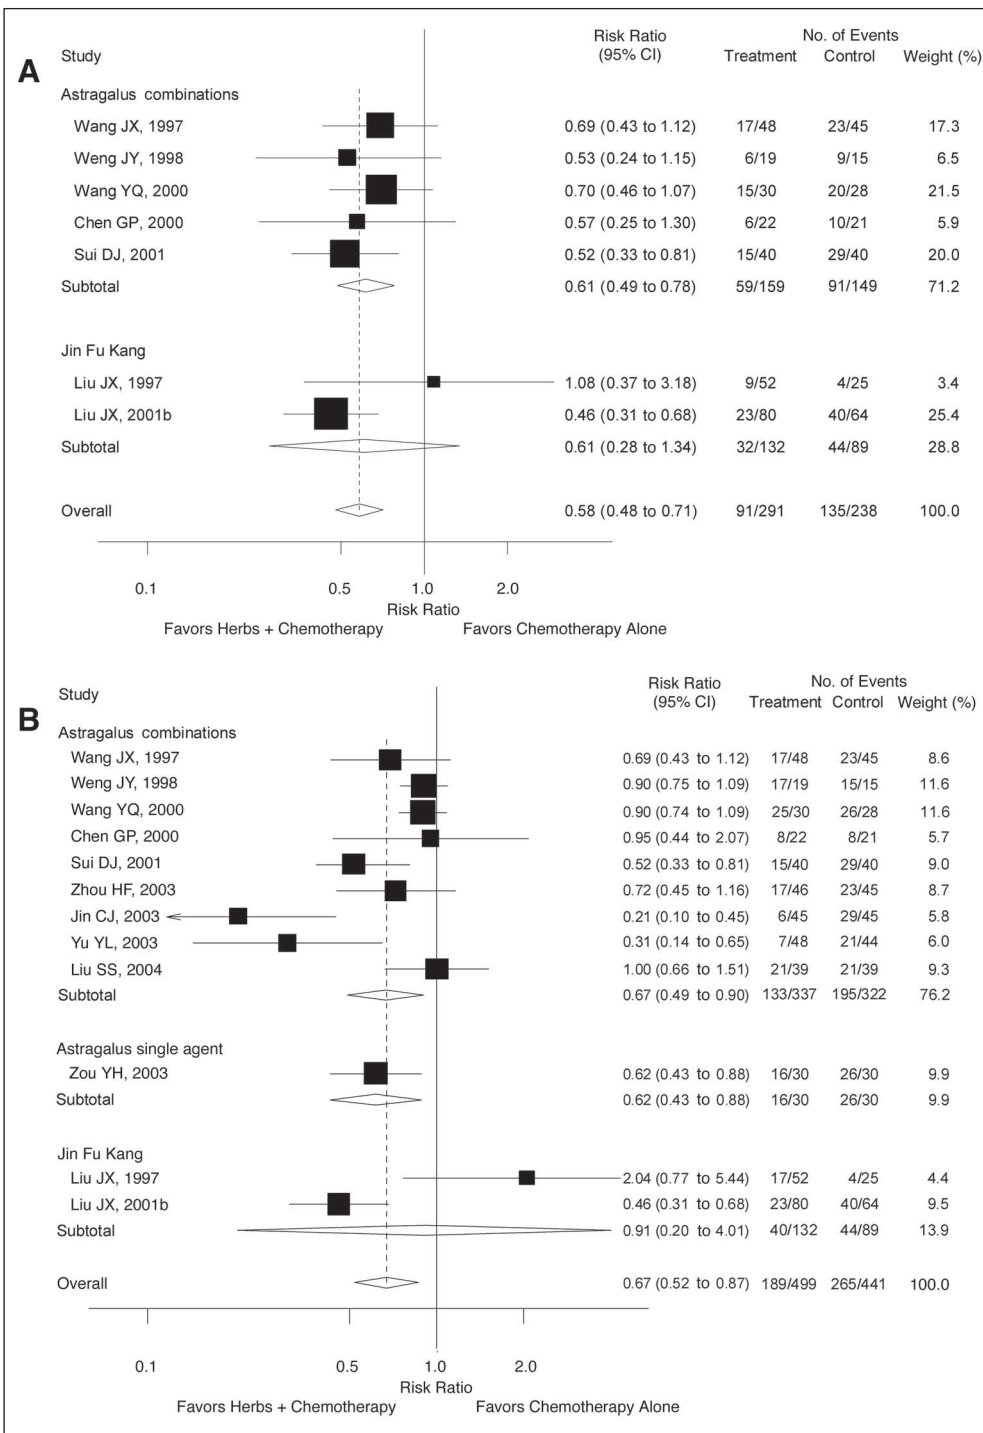 A
Study Risk Ratio (95% CI) No. of Events Treatment Control Weight (%)
Astragalus combinations
Wang JX, 1997 0.69 (0.43 to 1.12) 17/48 23/45 17.3
Weng JY, 1998 0.53 (0.24 to 1.15) 6/19 9/15 6.5
Wang YQ, 2000 0.70 (0.46 to 1.07) 15/30 20/28 21.5
Chen GP, 2000 0.57 (0.25 to 1.30) 6/22 10/21 5.9
Sui DJ, 2001 0.52 (0.33 to 0.81) 15/40 29/40 20.0
Subtotal 0.61 (0.49 to 0.78) 59/159 91/149 71.2
Jin Fu Kang
Liu JX, 1997 1.08 (0.37 to 3.18) 9/52 4/25 3.4
Liu JX, 2001b 0.46 (0.31 to 0.68) 23/80 40/64 25.4
Subtotal 0.61 (0.28 to 1.34) 32/132 44/89 28.8
Overall 0.58 (0.48 to 0.71) 91/291 135/238 100.0
0.1 0.5 1.0 2.0
Risk Ratio
Favors Herbs + Chemotherapy Favors Chemotherapy Alone
B
Study Risk Ratio (95% CI) No. of Events Treatment Control Weight (%)
Astragalus combinations
Wang JX, 1997 0.69 (0.43 to 1.12) 17/48 23/45 8.6
Weng JY, 1998 0.90 (0.75 to 1.09) 17/19 15/15 11.6
Wang YQ, 2000 0.90 (0.74 to 1.09) 25/30 26/28 11.6
Chen GP, 2000 0.95 (0.44 to 2.07) 8/22 8/21 5.7
Sui DJ, 2001 0.52 (0.33 to 0.81) 15/40 29/40 9.0
Zhou HF, 2003 0.72 (0.45 to 1.16) 17/46 23/45 8.7
Jin CJ, 2003 0.21 (0.10 to 0.45) 6/45 29/45 5.8
Yu YL, 2003 0.31 (0.14 to 0.65) 7/48 21/44 6.0
Liu SS, 2004 1.00 (0.66 to 1.51) 21/39 21/39 9.3
Subtotal 0.67 (0.49 to 0.90) 133/337 195/322 76.2
Astragalus single agent
Zou YH, 2003 0.62 (0.43 to 0.88) 16/30 26/30 9.9
Subtotal 0.62 (0.43 to 0.88) 16/30 26/30 9.9
Jin Fu Kang
Liu JX, 1997 2.04 (0.77 to 5.44) 17/52 4/25 4.4
Liu JX, 2001b 0.46 (0.31 to 0.68) 23/80 40/64 9.5
Subtotal 0.91 (0.20 to 4.01) 40/132 44/89 13.9
Overall 0.67 (0.52 to 0.87) 189/499 265/441 100.0
0.1 0.5 1.0 2.0
Risk Ratio
Favors Herbs + Chemotherapy Favors Chemotherapy Alone